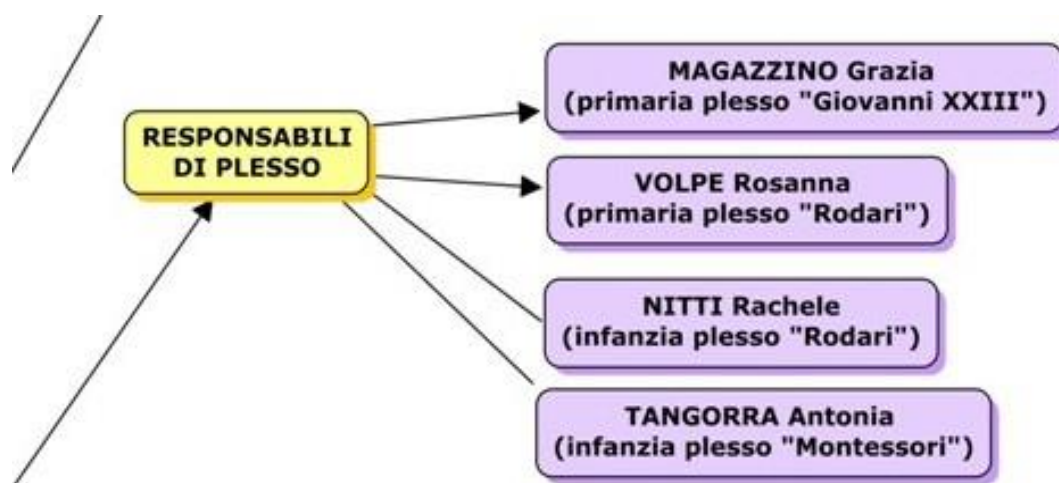 RESPONSABILI
DI PLESSO
MAGAZZINO Grazia
(primaria plesso "Giovanni XXIII")
VOLPE Rosanna
(primaria plesso "Rodari")
NITTI Rachele
(infanzia plesso "Rodari")
TANGORRA Antonia
(infanzia plesso "Montessori")